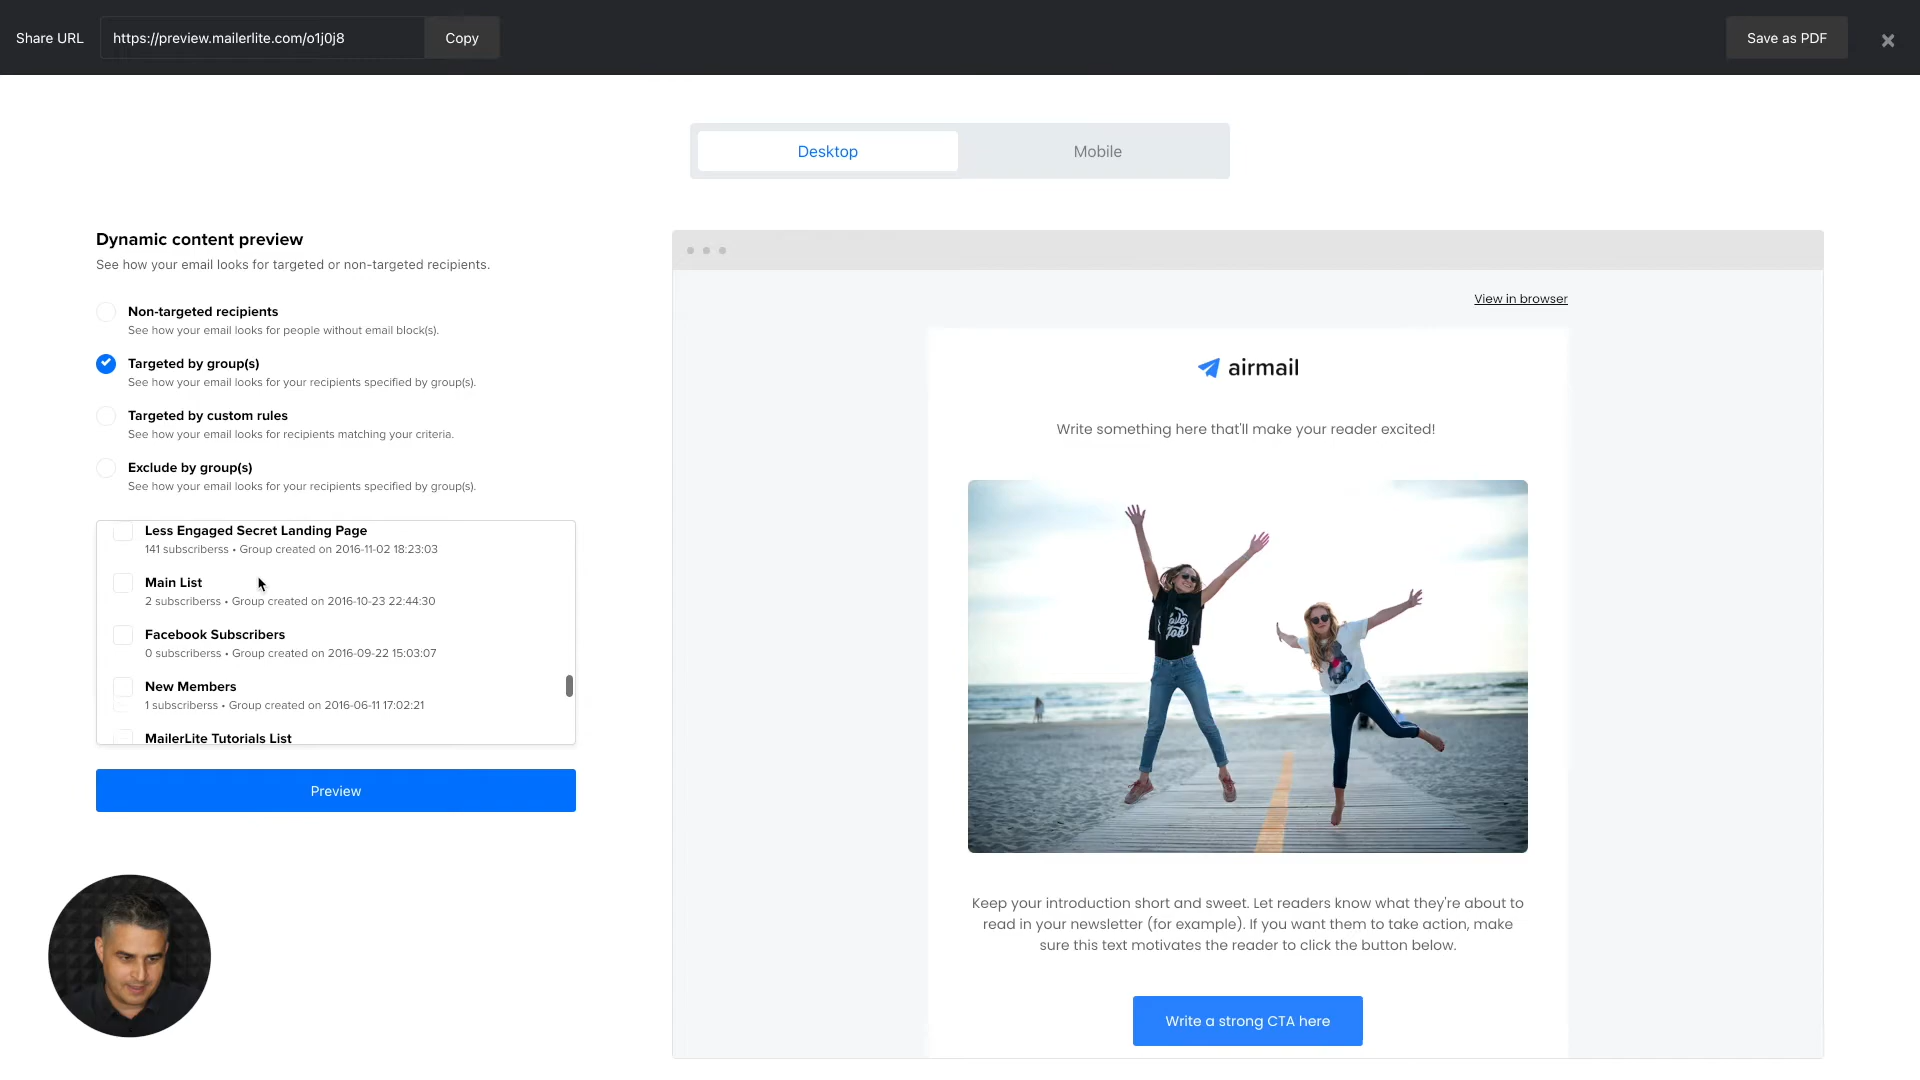 Share URL
https://preview.mailerlite.com/o1j0j8
Copy
Save as PDF
Desktop
Mobile
Dynamic content preview
See how your email looks for targeted or non-targeted recipients.
Non-targeted recipients
See how your email looks for people without email block(s).
Targeted by group(s)
See how your email looks for your recipients specified by group(s).
Targeted by custom rules
See how your email looks for recipients matching your criteria.
Exclude by group(s)
See how your email looks for your recipients specified by group(s).
Less Engaged Secret Landing Page
141 subscriberss • Group created on 2016-11-02 18:23:03
Main List
2 subscriberss • Group created on 2016-10-23 22:44:30
Facebook Subscribers
0 subscriberss • Group created on 2016-09-22 15:03:07
New Members
1 subscriberss • Group created on 2016-06-11 17:02:21
MailerLite Tutorials List
Preview
View in browser
airmail
Write something here that'll make your reader excited!
Keep your introduction short and sweet. Let readers know what they're about to
read in your newsletter (for example). If you want them to take action, make
sure this text motivates the reader to click the button below.
Write a strong CTA here